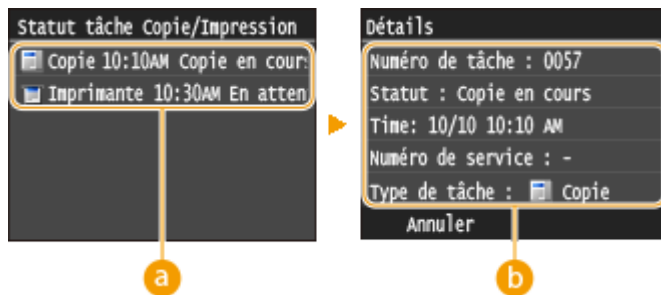 Statut tâche Copie/Impression
Copie 10:10AM Copie en cour
Imprimante 10:30AM En atten
a
Détails
Numéro de tâche : 0057
Statut : Copie en cours
Time: 10/10 10:10 AM
Numéro de service : -
Type de tâche : Copie
Annuler
b